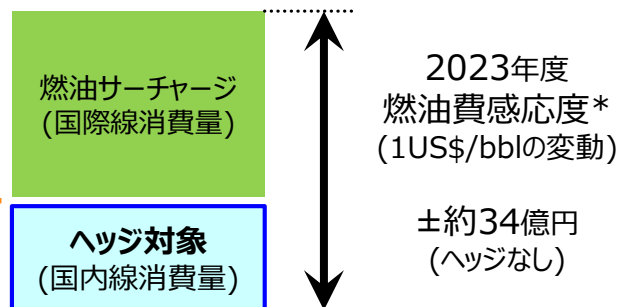 燃油サーチャージ
(国際線消費量)
ヘッジ対象
(国内線消費量)
2023年度
燃油費感応度*
(1US$/bblの変動)
±約34億円
(ヘッジなし)